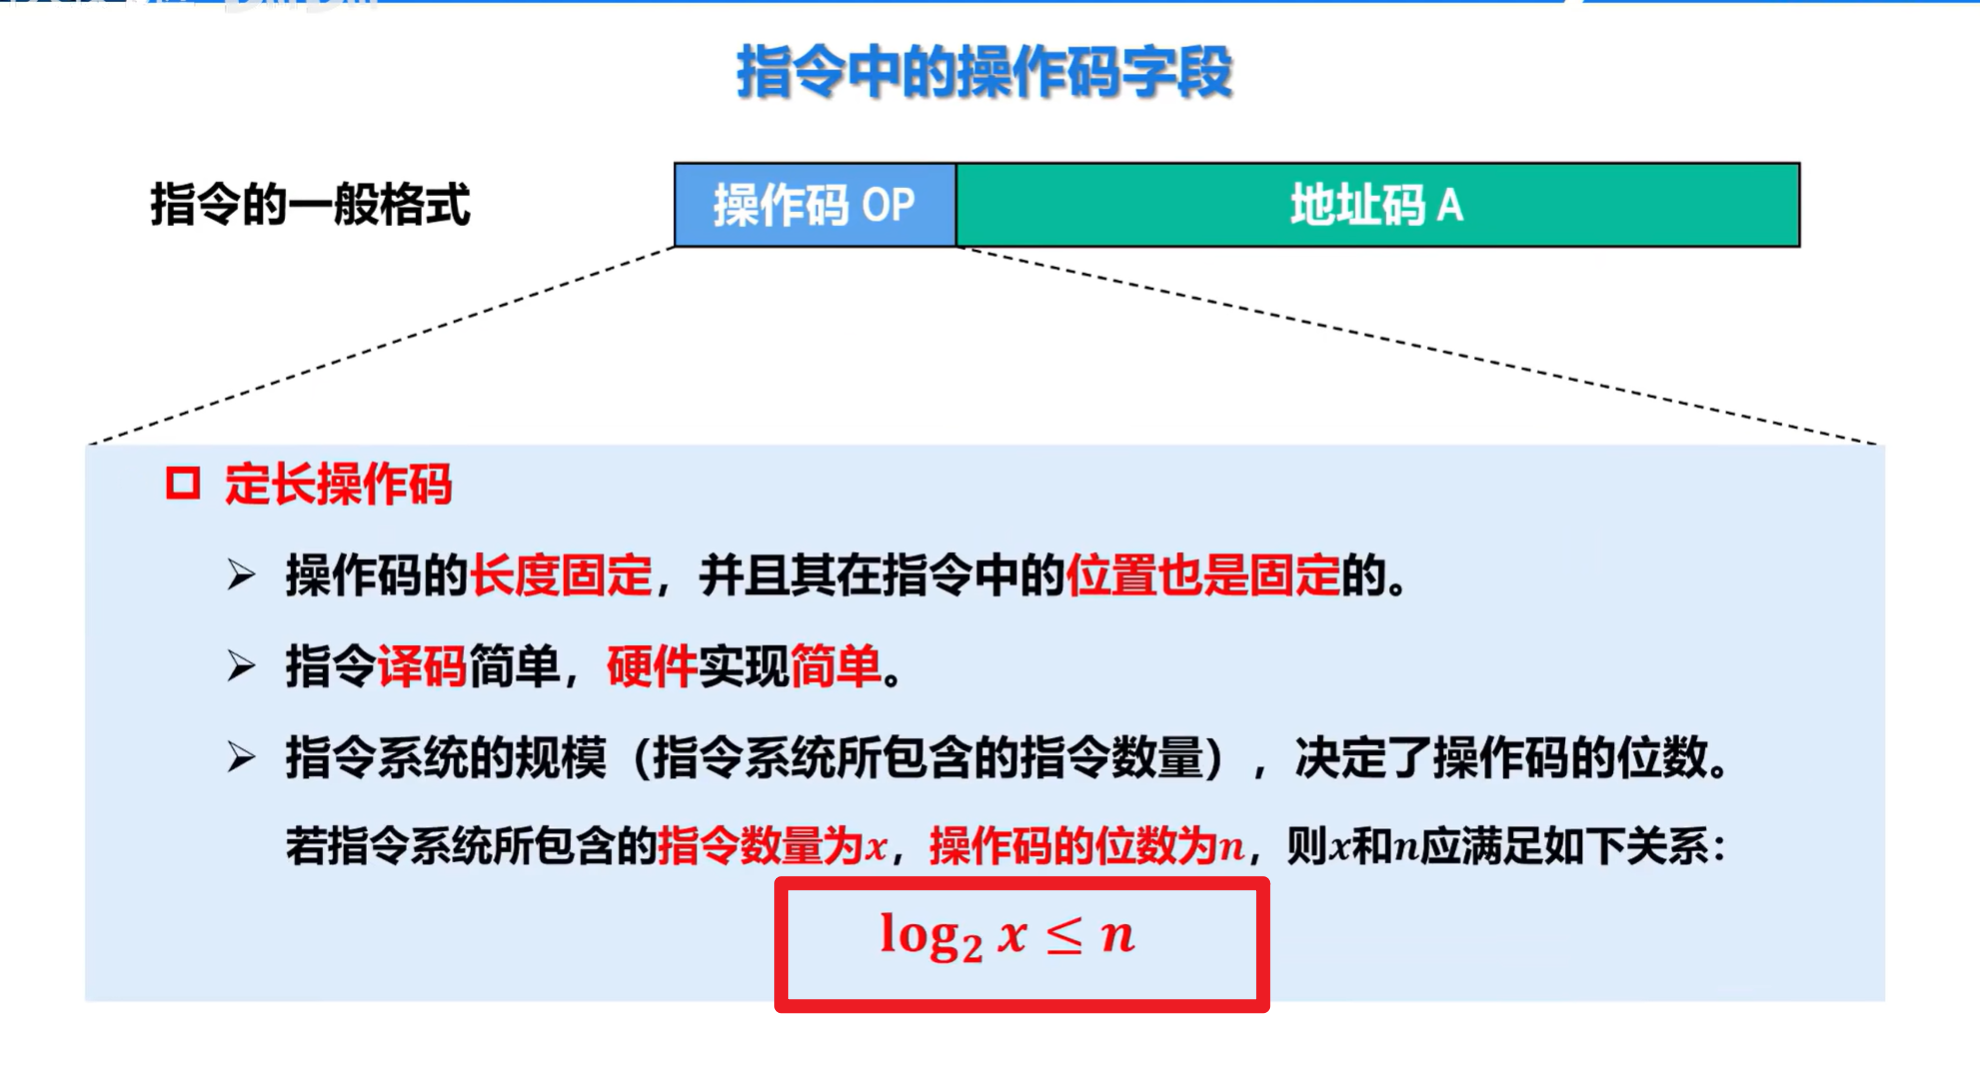 指令中的操作码字段
指令的一般格式
操作码 OP
地址码 A
定长操作码
操作码的长度固定，并且其在指令中的位置也是固定的。
指令译码简单，硬件实现简单。
指令系统的规模（指令系统所包含的指令数量），决定了操作码的位数。
若指令系统所包含的指令数量为x，操作码的位数为n，则x和n应满足如下关系：
log₂ x ≤ n